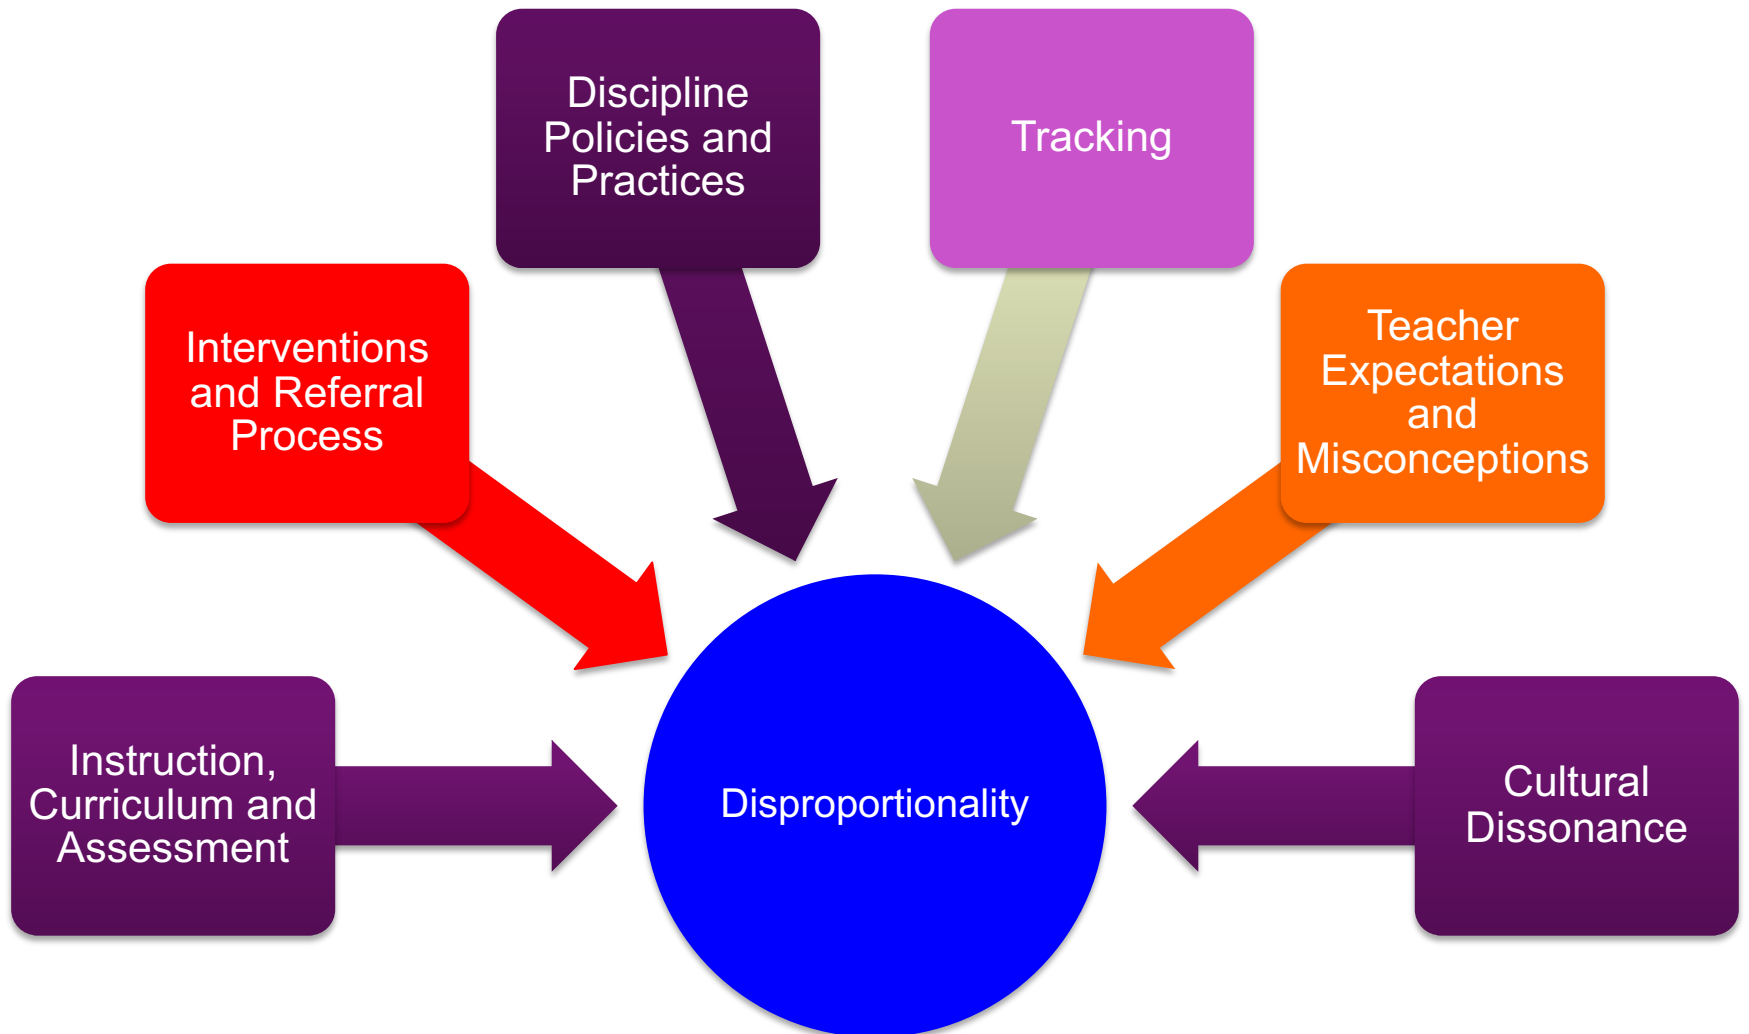 Discipline
Policies and
Practices
Tracking
Interventions
and Referral
Process
Teacher
Expectations
and
Misconceptions
Instruction,
Curriculum and
Assessment
Disproportionality
Cultural
Dissonance